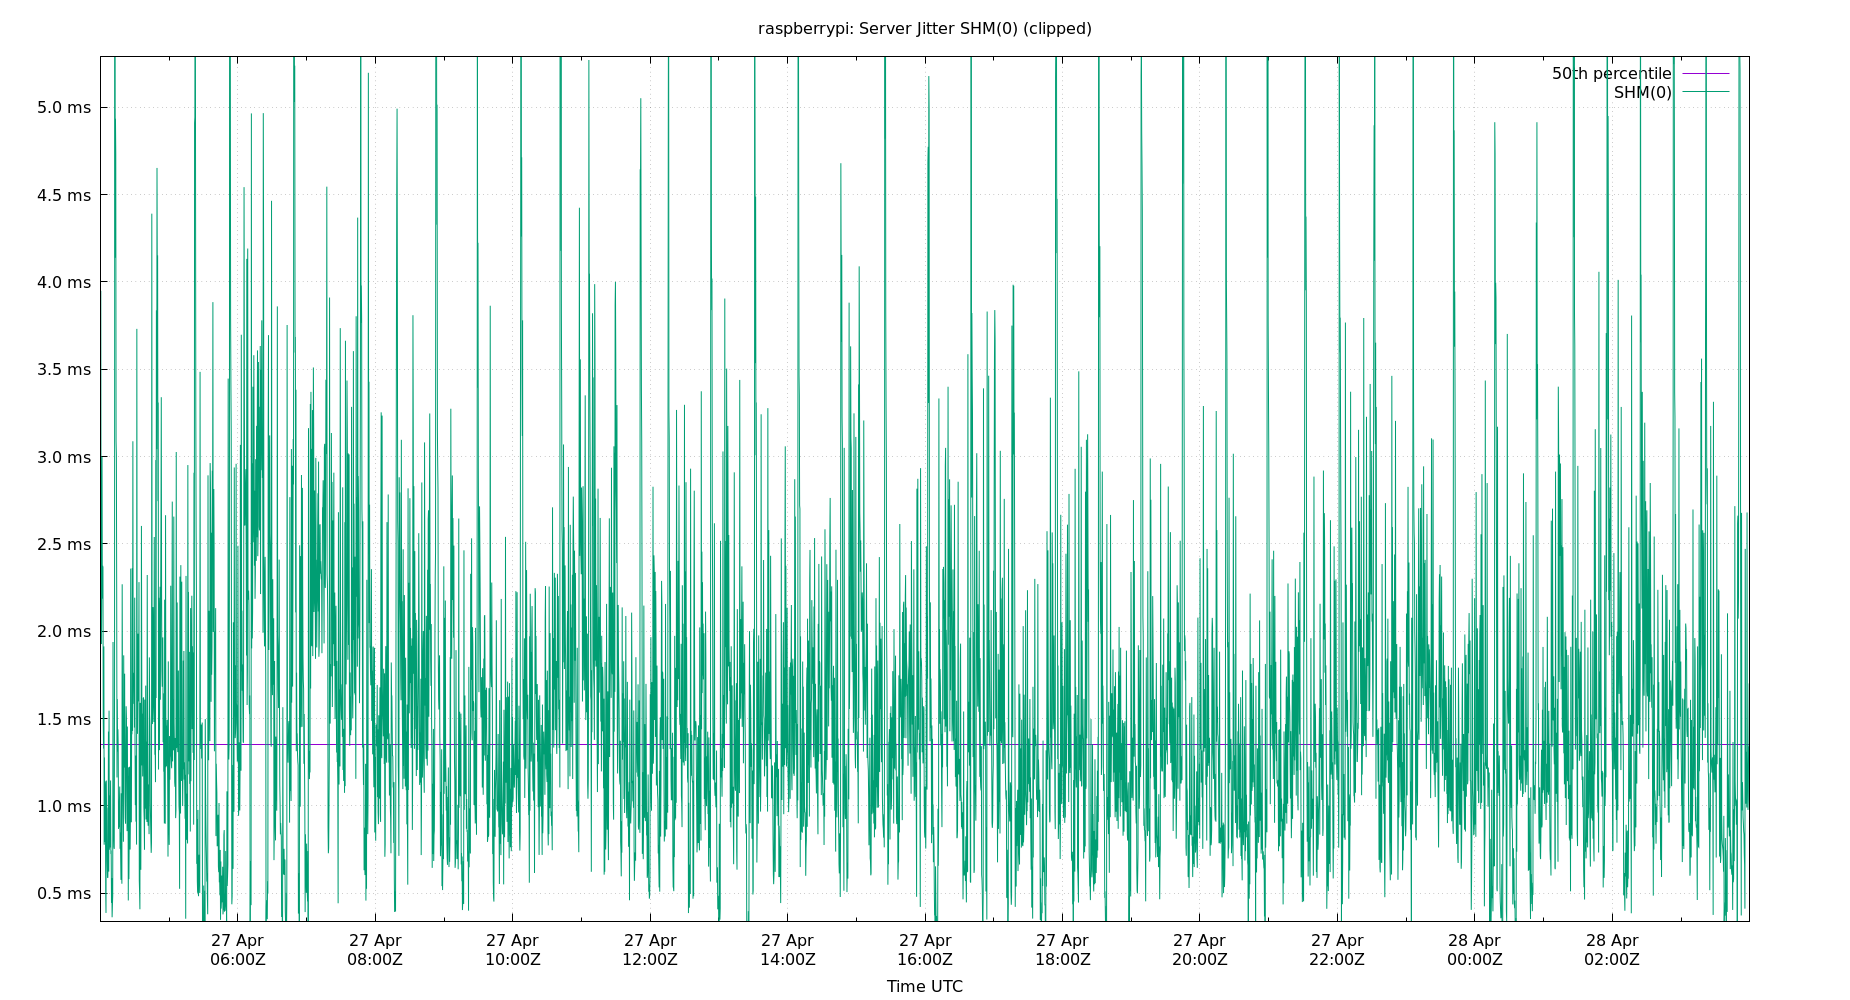 raspberrypi: Server Jitter SHM(0) (clipped)
50th percentile
SHM(0)
5.0 ms
4.5 ms
4.0 ms
3.5 ms
3.0 ms
2.5 ms
2.0 ms
1.5 ms
1.0 ms
0.5 ms
27 Apr 27 Apr 27 Apr 27 Apr 27 Apr 27 Apr 27 Apr 27 Apr 27 Apr 28 Apr 28 Apr
06:00Z 08:00Z 10:00Z 12:00Z 14:00Z 16:00Z 18:00Z 20:00Z 22:00Z 00:00Z 02:00Z
Time UTC